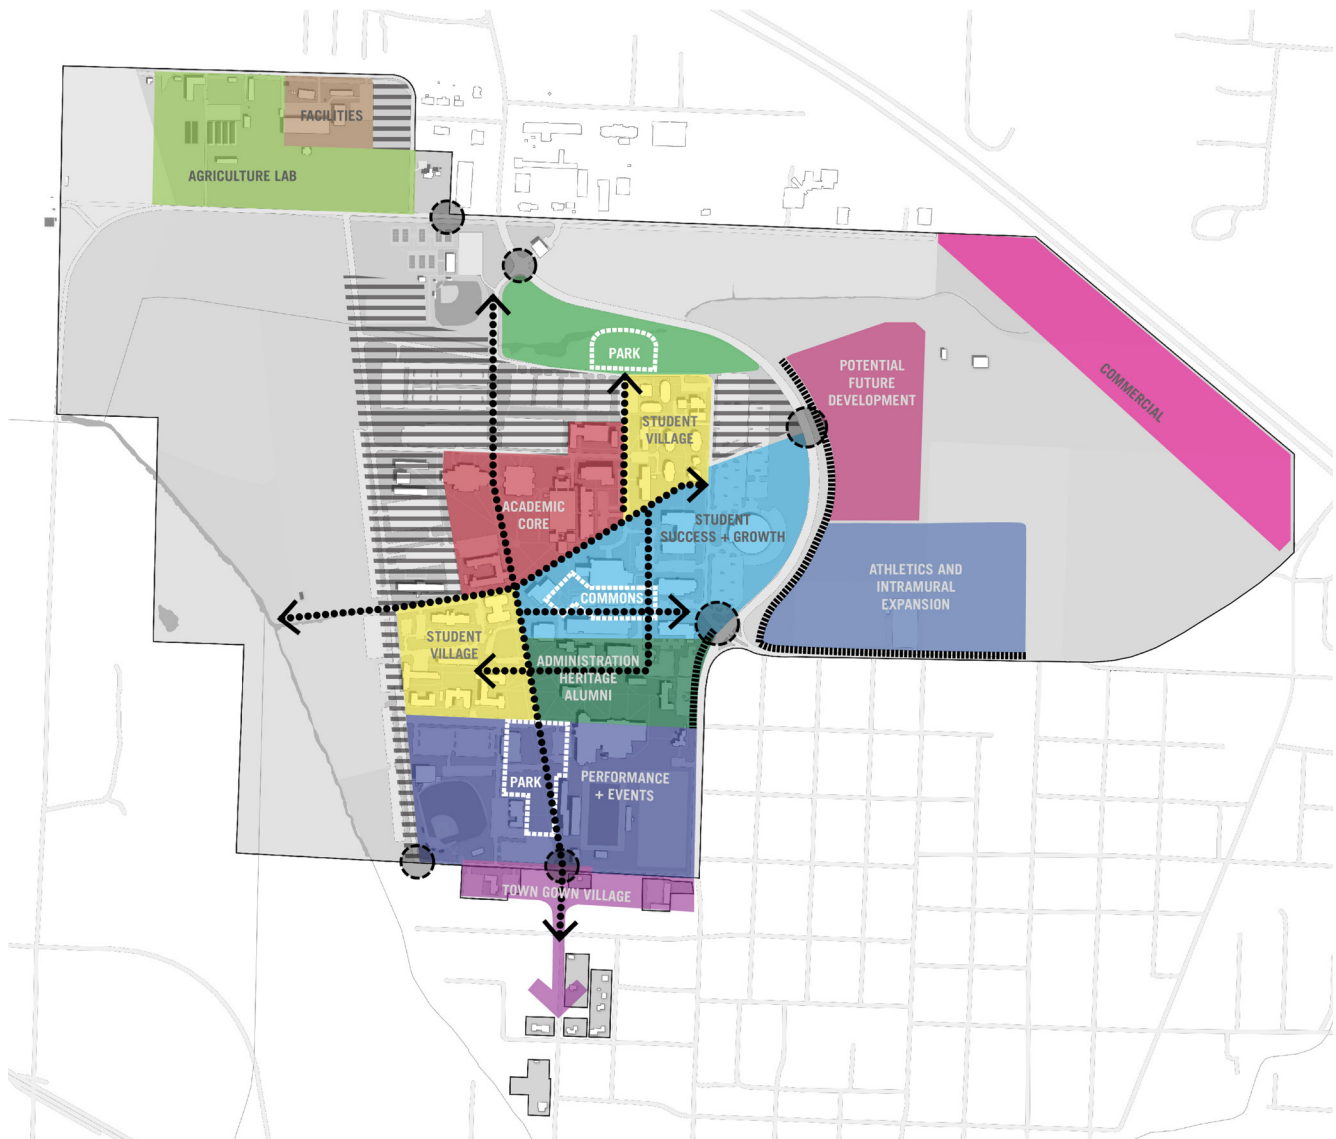 FACILITIES
AGRICULTURE LAB
PARK
POTENTIAL
FUTURE
DEVELOPMENT
COMMERCIAL
STUDENT
VILLAGE
ACADEMIC
CORE
STUDENT
SUCCESS + GROWTH
ATHLETICS AND
INTRAMURAL
EXPANSION
COMMONS
STUDENT
VILLAGE
ADMINISTRATION
HERITAGE
ALUMNI
PARK
PERFORMANCE
+ EVENTS
TOWN GOWN VILLAGE